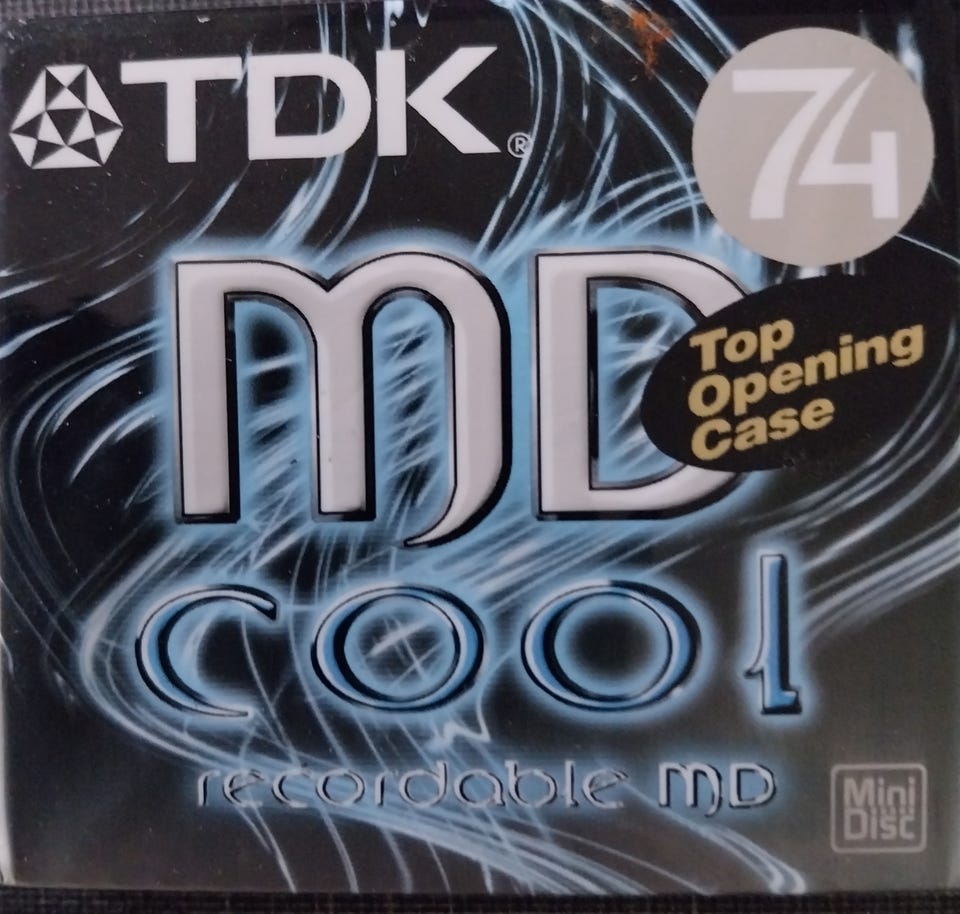 TDK®
74
MD
Top
Opening
Case
cool
recordable MD
Mini
Disc